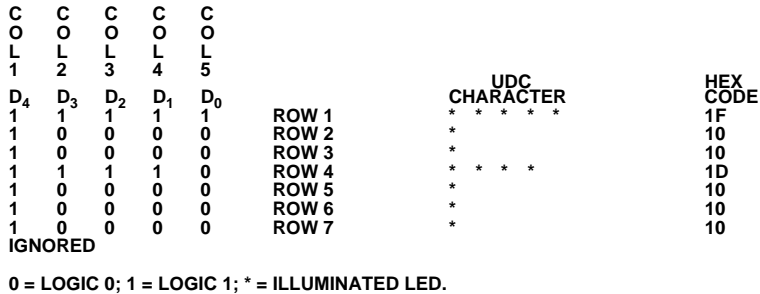 C C C C C
O O O O O
L L L L L
1 2 3 4 5
UDC HEX
D4 D3 D2 D1 D0 CHARACTER CODE
1 1 1 1 1 ROW 1 * * * * * 1F
1 0 0 0 0 ROW 2 * 10
1 0 0 0 0 ROW 3 * 10
1 1 1 1 0 ROW 4 * * * * 1D
1 0 0 0 0 ROW 5 * 10
1 0 0 0 0 ROW 6 * 10
1 0 0 0 0 ROW 7 * 10
IGNORED
0 = LOGIC 0; 1 = LOGIC 1; * = ILLUMINATED LED.